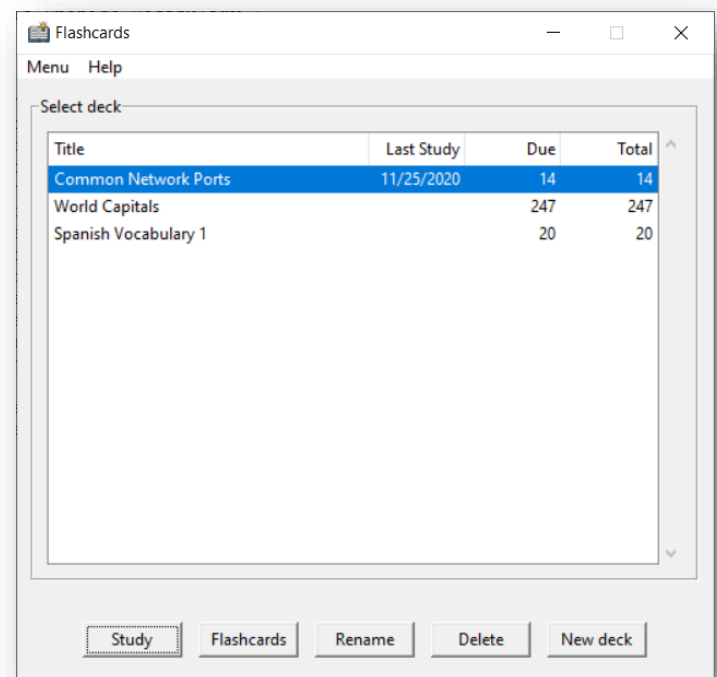 Flashcards
Menu Help
Select deck
Title Last Study Due Total
Common Network Ports 11/25/2020 14 14
World Capitals 247 247
Spanish Vocabulary 1 20 20
Study Flashcards Rename Delete New deck